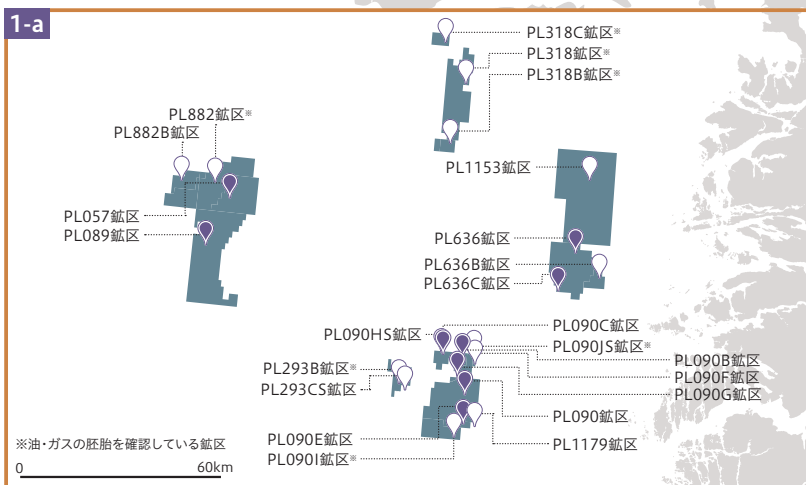 1-a
PL318C鉱区※
PL318鉱区※
PL318B鉱区※
PL882鉱区※
PL882B鉱区
PL1153鉱区
PL057鉱区
PL089鉱区
PL636鉱区
PL636B鉱区
PL636C鉱区
PL090HS鉱区
PL090C鉱区
PL090JS鉱区※
PL293B鉱区※
PL293CS鉱区
PL090B鉱区
PL090F鉱区
PL090G鉱区
PL090鉱区
PL090E鉱区
PL1179鉱区
PL090I鉱区※
※油・ガスの胚胎を確認している鉱区
0 60km